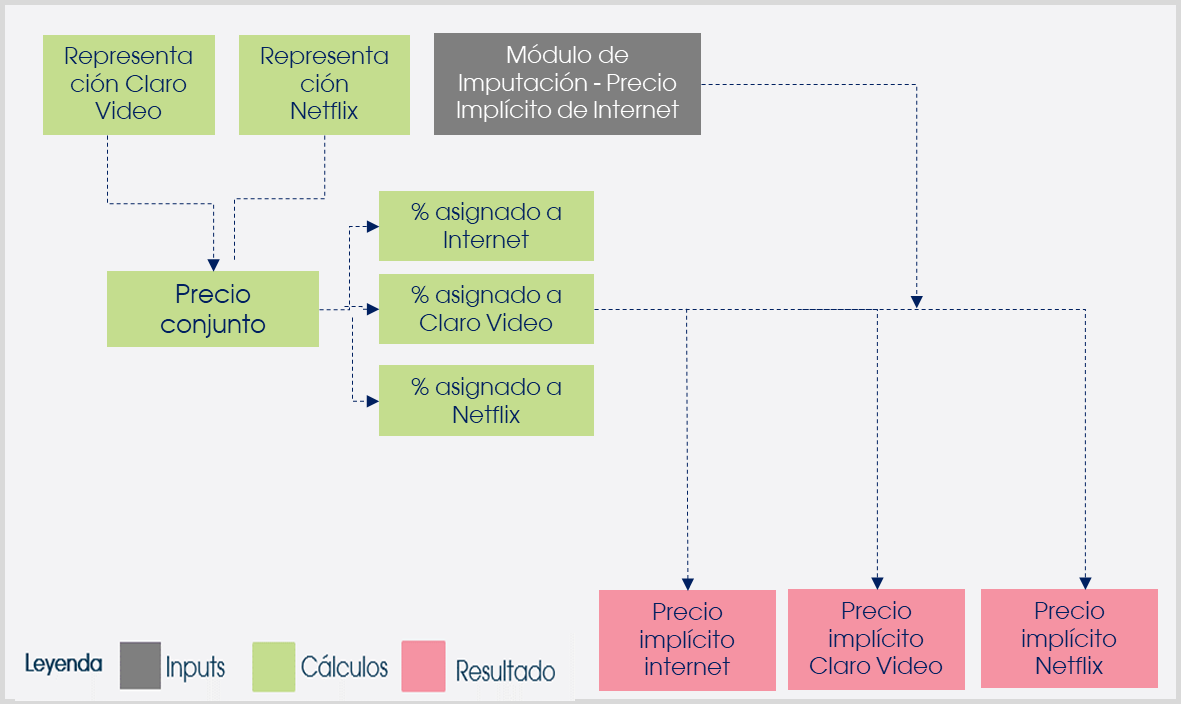 Representa
ción Claro
Video
Representa
ción
Netflix
Módulo de
Imputación - Precio
Implícito de Internet
% asignado a
Internet
% asignado a
Claro Video
% asignado a
Netflix
Precio
conjunto
Precio
implícito
internet
Precio
implícito
Claro Video
Precio
implícito
Netflix
Leyenda
Inputs
Cálculos
Resultado